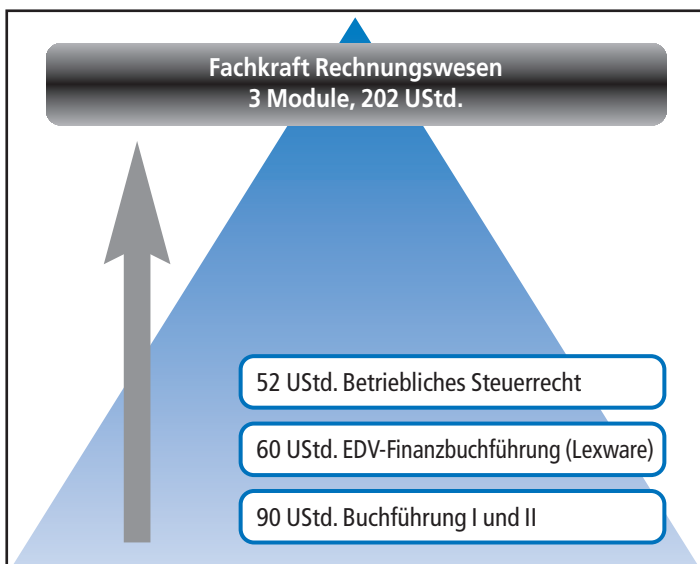 Fachkraft Rechnungswesen
3 Module, 202 UStd.
52 UStd. Betriebliches Steuerrecht
60 UStd. EDV-Finanzbuchführung (Lexware)
90 UStd. Buchführung I und II